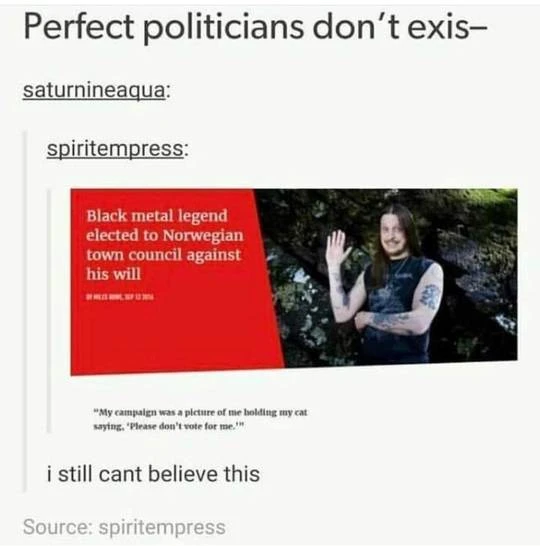 Perfect politicians don't exis–
saturnineaqua:
spiritempress:
Black metal legend
elected to Norwegian
town council against
his will
"My campaign was a picture of me holding my cat
saying, 'Please don't vote for me.'"
i still cant believe this
Source: spiritempress